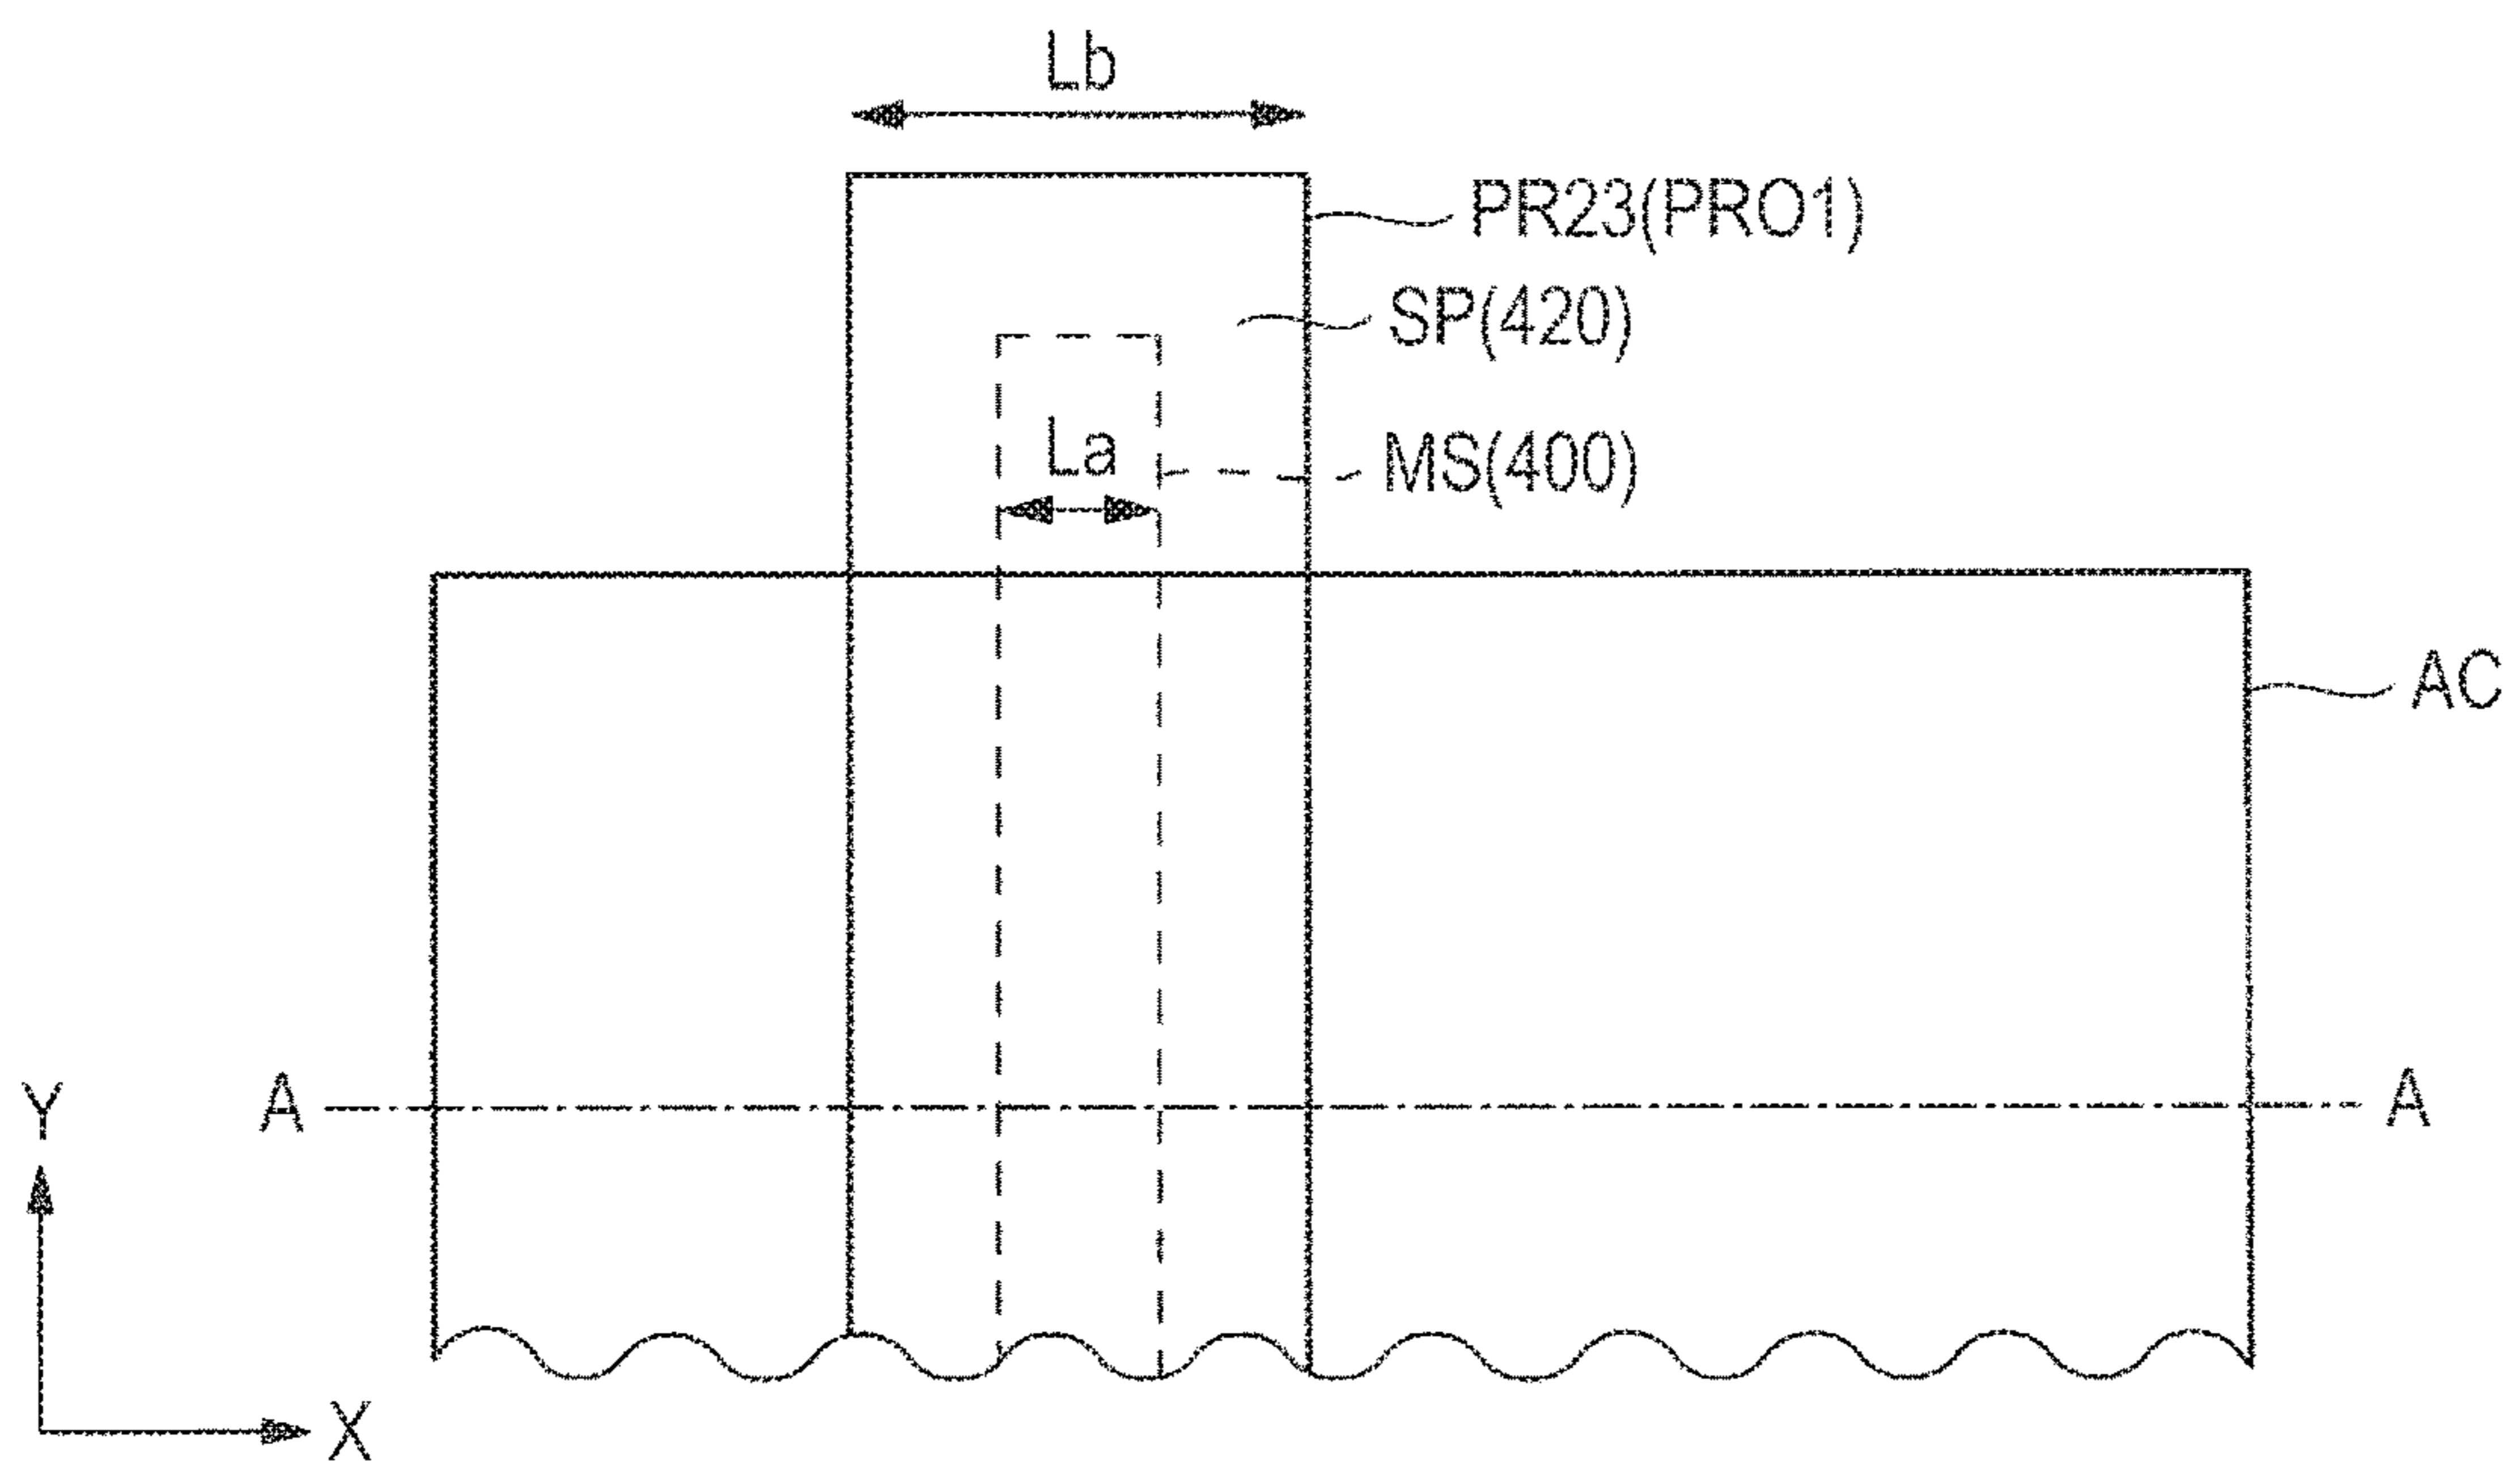 Lb
PR23(PRO1)
SP(420)
La
MS(400)
AC
Y
A
A
X